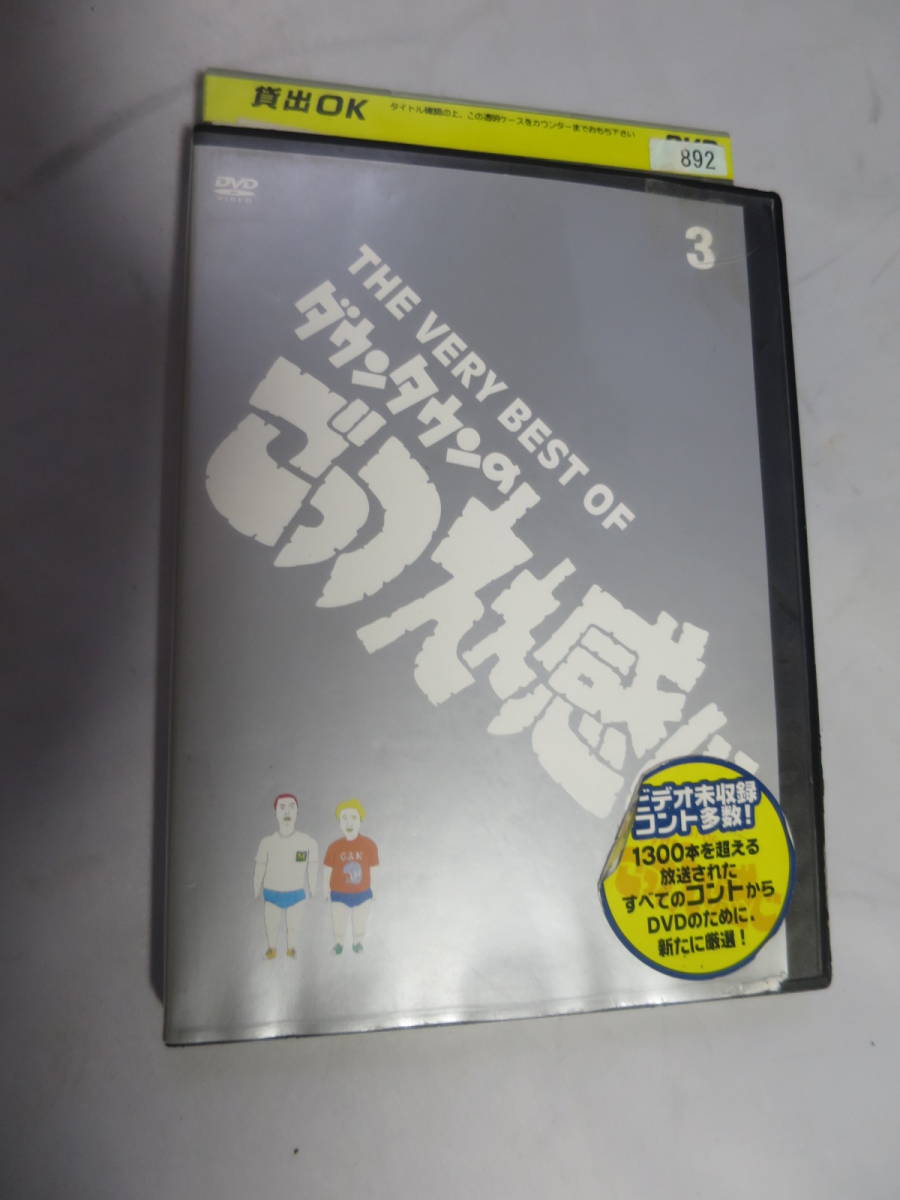 貸出OK
タイトル確認の上、この透明ケースをカウンターまでおもち下さい
DVD
892
DVD
VIDEO
3
THE VERY BEST OF
ダウンタウンの
ごっつええ感じ
ビデオ未収録
コント多数!
1300本を超える
放送された
すべてのコントから
DVDのために、
新たに厳選!